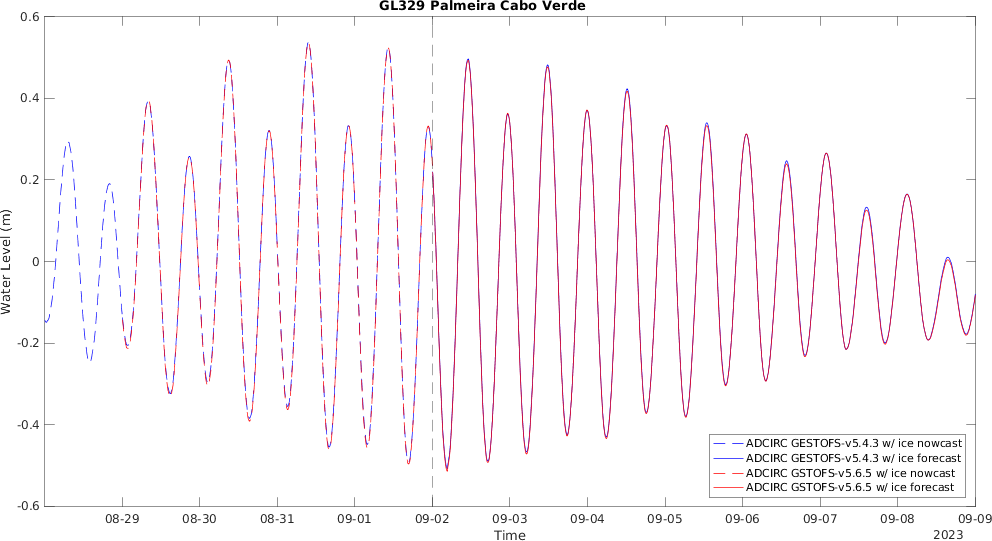 GL329 Palmeira Cabo Verde
0.6
0.4
0.2
0
-0.2
-0.4
-0.6
Water Level (m)
ADCIRC GESTOFS-v5.4.3 w/ ice nowcast
ADCIRC GESTOFS-v5.4.3 w/ ice forecast
ADCIRC GSTOFS-v5.6.5 w/ ice nowcast
ADCIRC GSTOFS-v5.6.5 w/ ice forecast
08-29 08-30 08-31 09-01 09-02 09-03 09-04 09-05 09-06 09-07 09-08 09-09
Time
2023